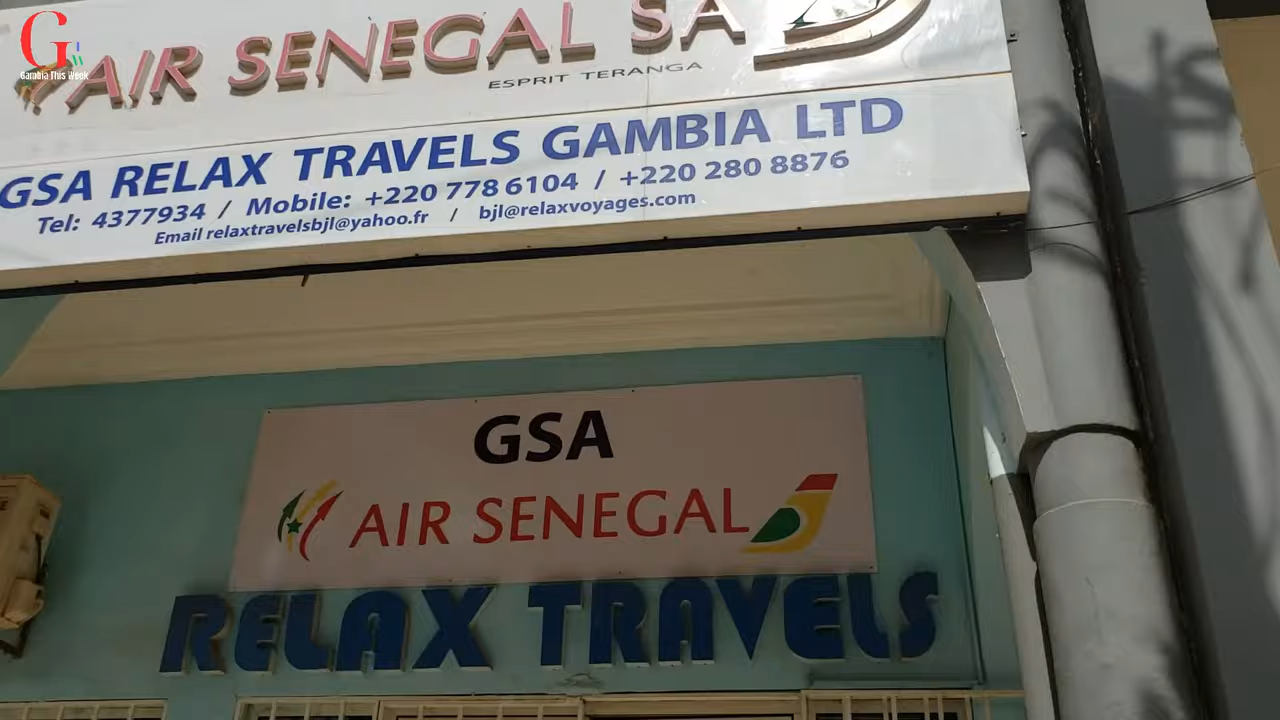 G
Gambia This Week
AIR SENEGAL SA
ESPRIT TERANGA
GSA RELAX TRAVELS GAMBIA LTD
Tel: 4377934 / Mobile: +220 778 6104 / +220 280 8876
Email relaxtravelsbjl@yahoo.fr / bjl@relaxvoyages.com
GSA
AIR SENEGAL
RELAX TRAVELS